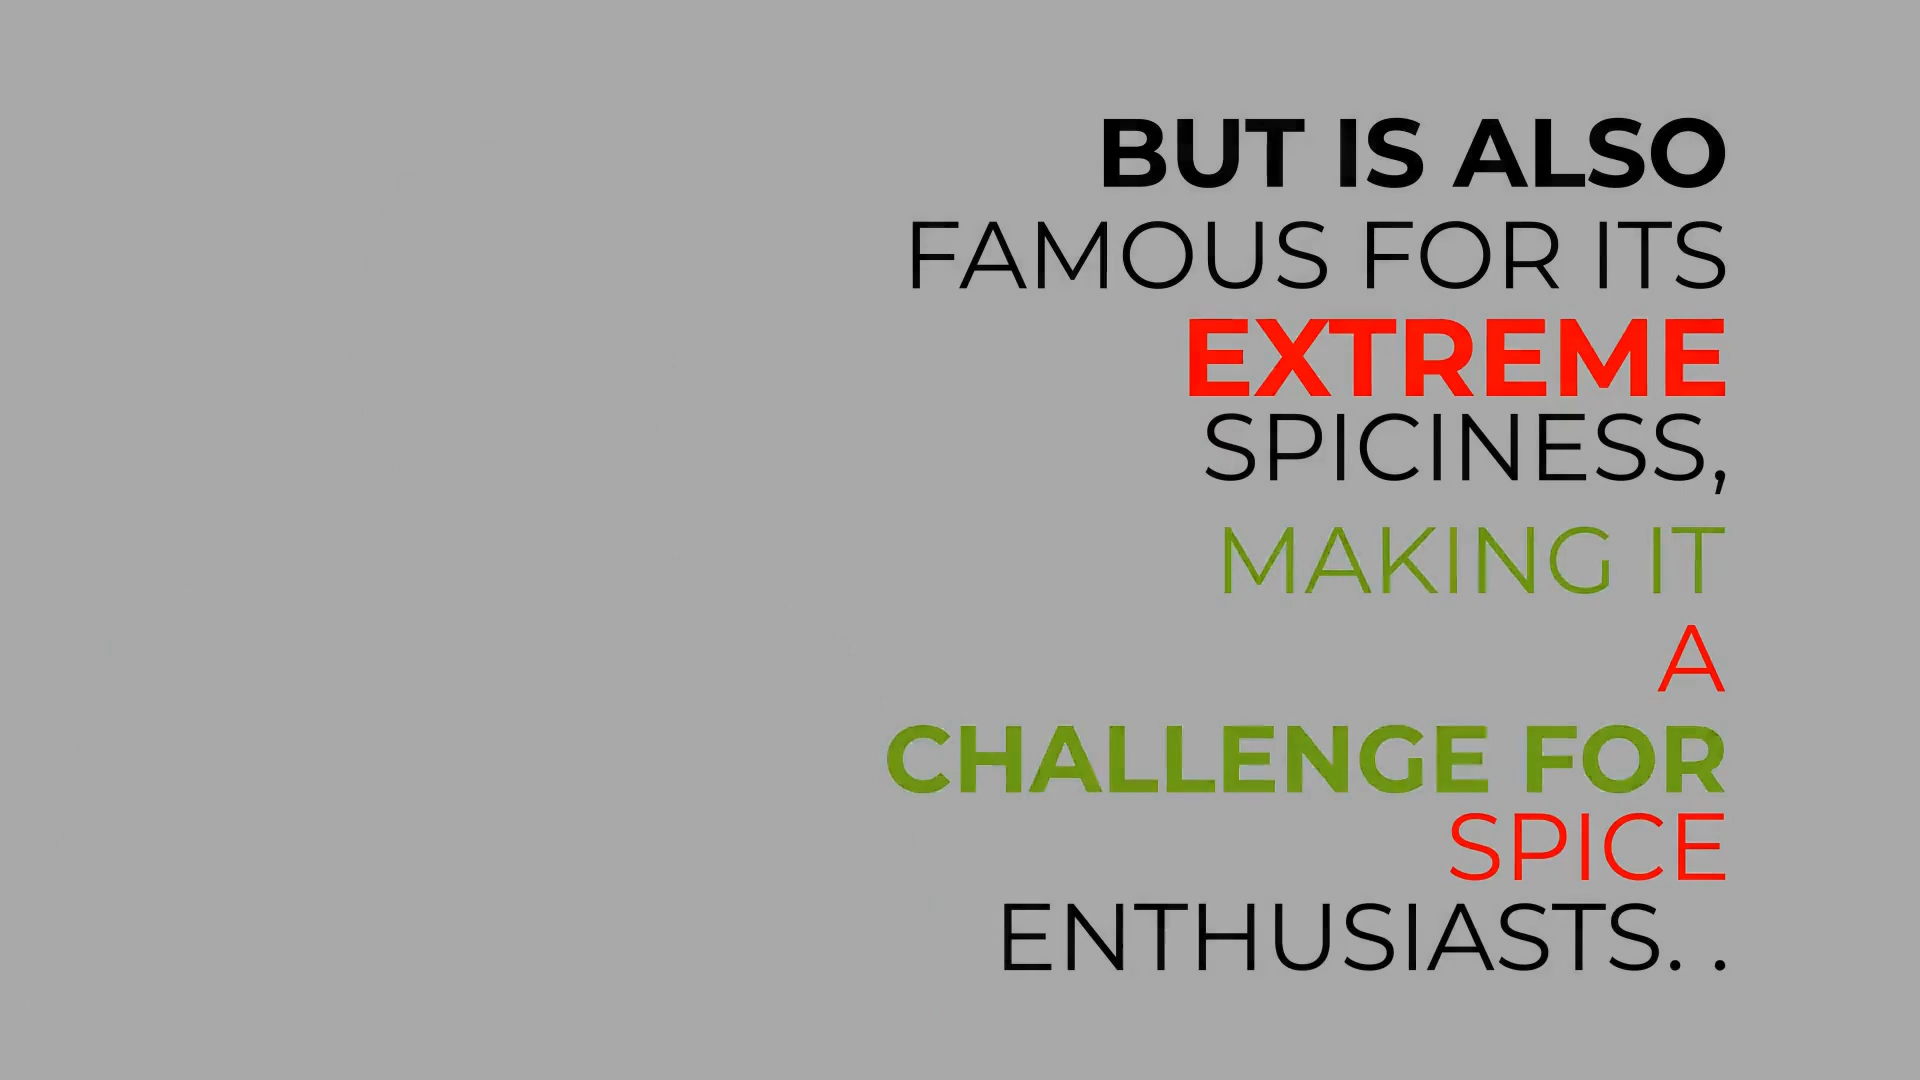 BUT IS ALSO
FAMOUS FOR ITS
EXTREME
SPICINESS,
MAKING IT
A
CHALLENGE FOR
SPICE
ENTHUSIASTS. .